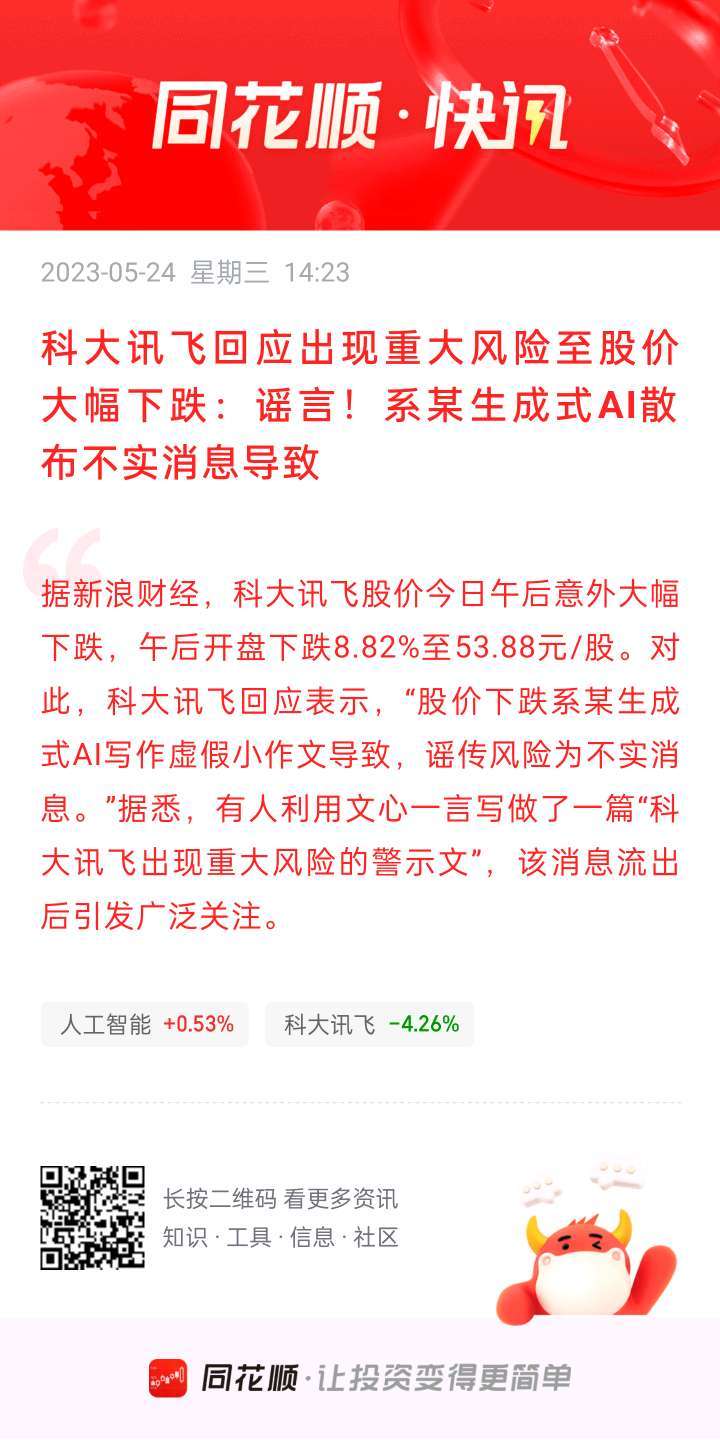 同花顺·快讯
2023-05-24 星期三 14:23
科大讯飞回应出现重大风险至股价
大幅下跌：谣言！系某生成式AI散
布不实消息导致
据新浪财经，科大讯飞股价今日午后意外大幅
下跌，午后开盘下跌8.82%至53.88元/股。对
此，科大讯飞回应表示，“股价下跌系某生成
式AI写作虚假小作文导致，谣传风险为不实消
息。”据悉，有人利用文心一言写做了一篇“科
大讯飞出现重大风险的警示文”，该消息流出
后引发广泛关注。
人工智能 +0.53% 科大讯飞 -4.26%
长按二维码 看更多资讯
知识 · 工具 · 信息 · 社区
同花顺·让投资变得更简单